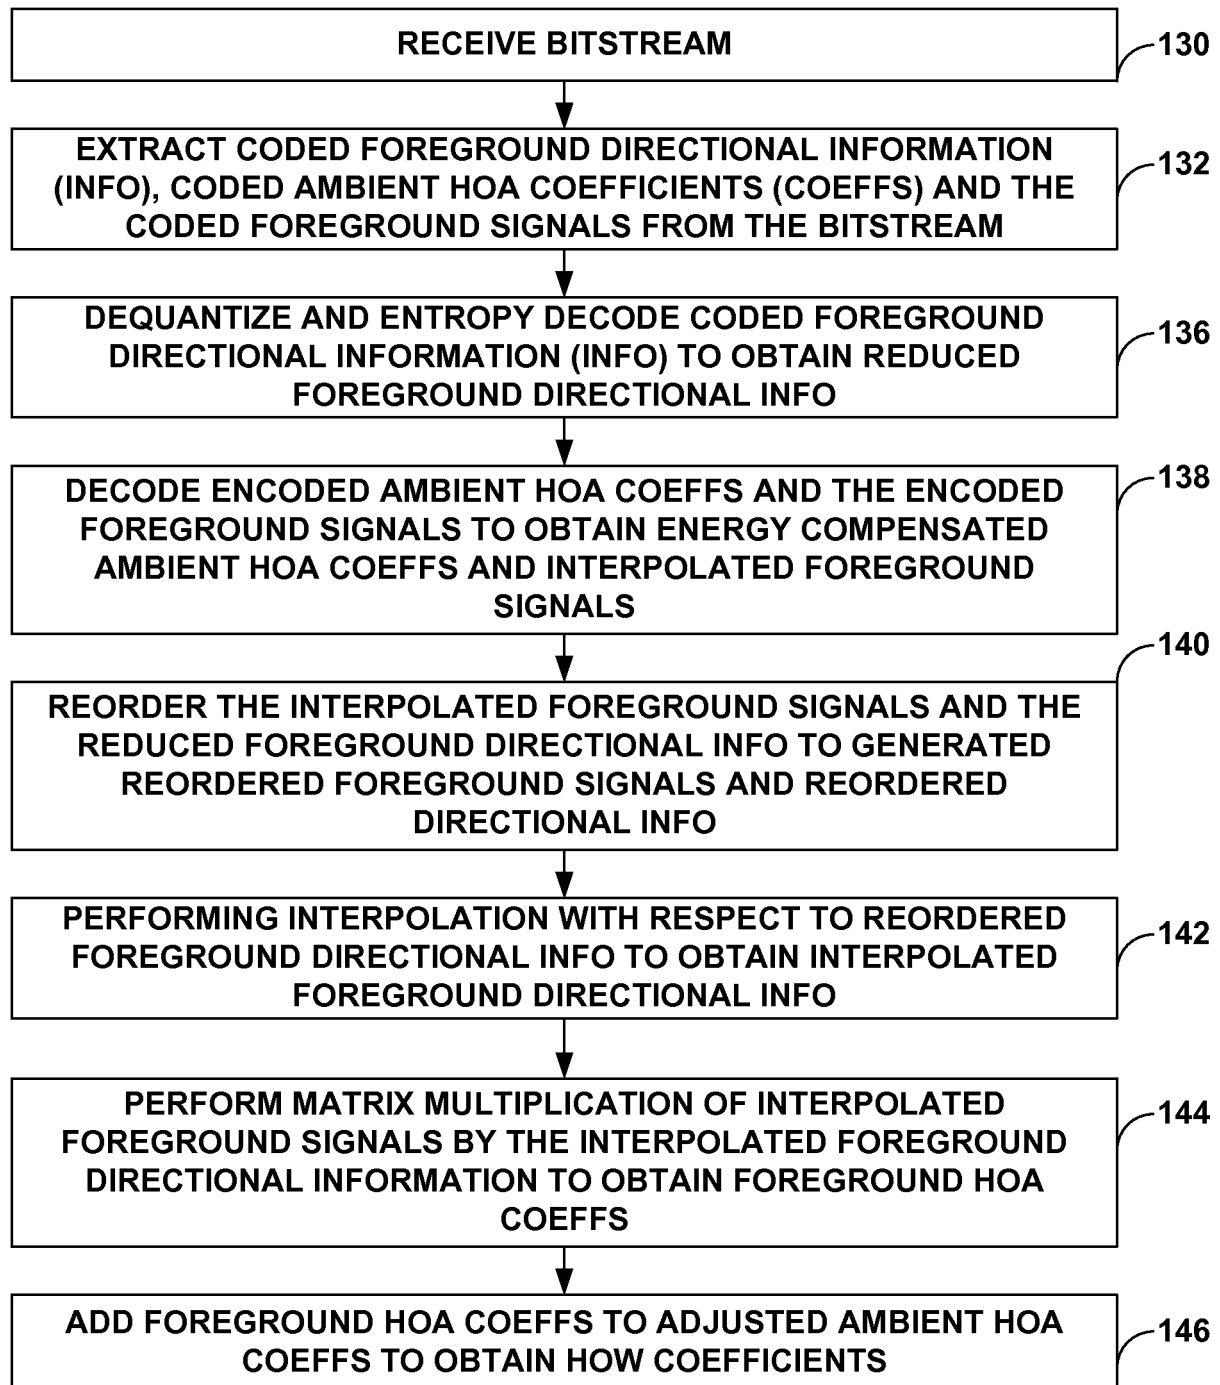 RECEIVE BITSTREAM
130
EXTRACT CODED FOREGROUND DIRECTIONAL INFORMATION
(INFO), CODED AMBIENT HOA COEFFICIENTS (COEFFS) AND THE
CODED FOREGROUND SIGNALS FROM THE BITSTREAM
132
DEQUANTIZE AND ENTROPY DECODE CODED FOREGROUND
DIRECTIONAL INFORMATION (INFO) TO OBTAIN REDUCED
FOREGROUND DIRECTIONAL INFO
136
DECODE ENCODED AMBIENT HOA COEFFS AND THE ENCODED
FOREGROUND SIGNALS TO OBTAIN ENERGY COMPENSATED
AMBIENT HOA COEFFS AND INTERPOLATED FOREGROUND
SIGNALS
138
REORDER THE INTERPOLATED FOREGROUND SIGNALS AND THE
REDUCED FOREGROUND DIRECTIONAL INFO TO GENERATED
REORDERED FOREGROUND SIGNALS AND REORDERED
DIRECTIONAL INFO
140
PERFORMING INTERPOLATION WITH RESPECT TO REORDERED
FOREGROUND DIRECTIONAL INFO TO OBTAIN INTERPOLATED
FOREGROUND DIRECTIONAL INFO
142
PERFORM MATRIX MULTIPLICATION OF INTERPOLATED
FOREGROUND SIGNALS BY THE INTERPOLATED FOREGROUND
DIRECTIONAL INFORMATION TO OBTAIN FOREGROUND HOA
COEFFS
144
ADD FOREGROUND HOA COEFFS TO ADJUSTED AMBIENT HOA
COEFFS TO OBTAIN HOW COEFFICIENTS
146